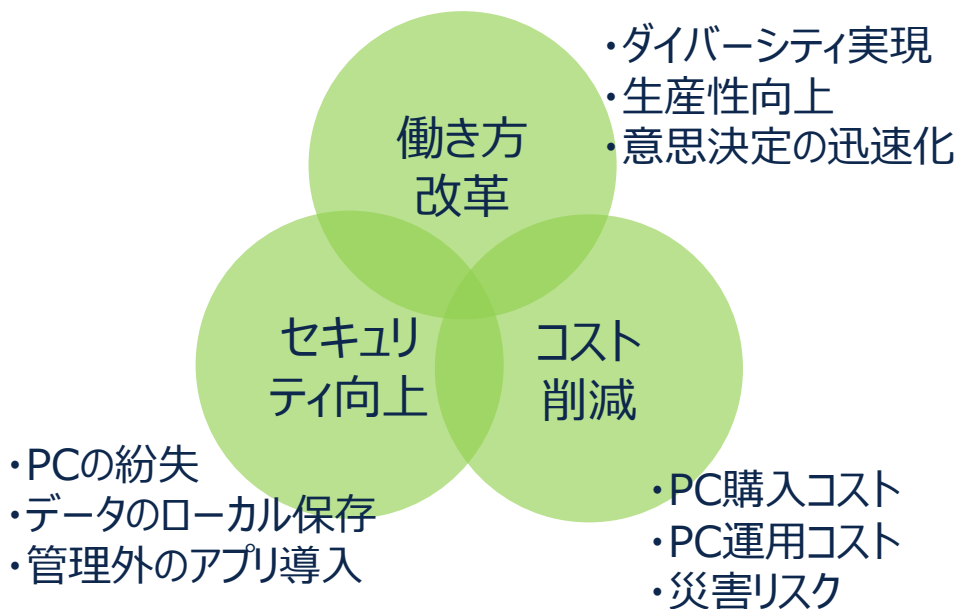 ・ダイバーシティ実現
・生産性向上
・意思決定の迅速化
働き方
改革
セキュリ
ティ向上
コスト
削減
・PCの紛失
・データのローカル保存
・管理外のアプリ導入
・PC購入コスト
・PC運用コスト
・災害リスク